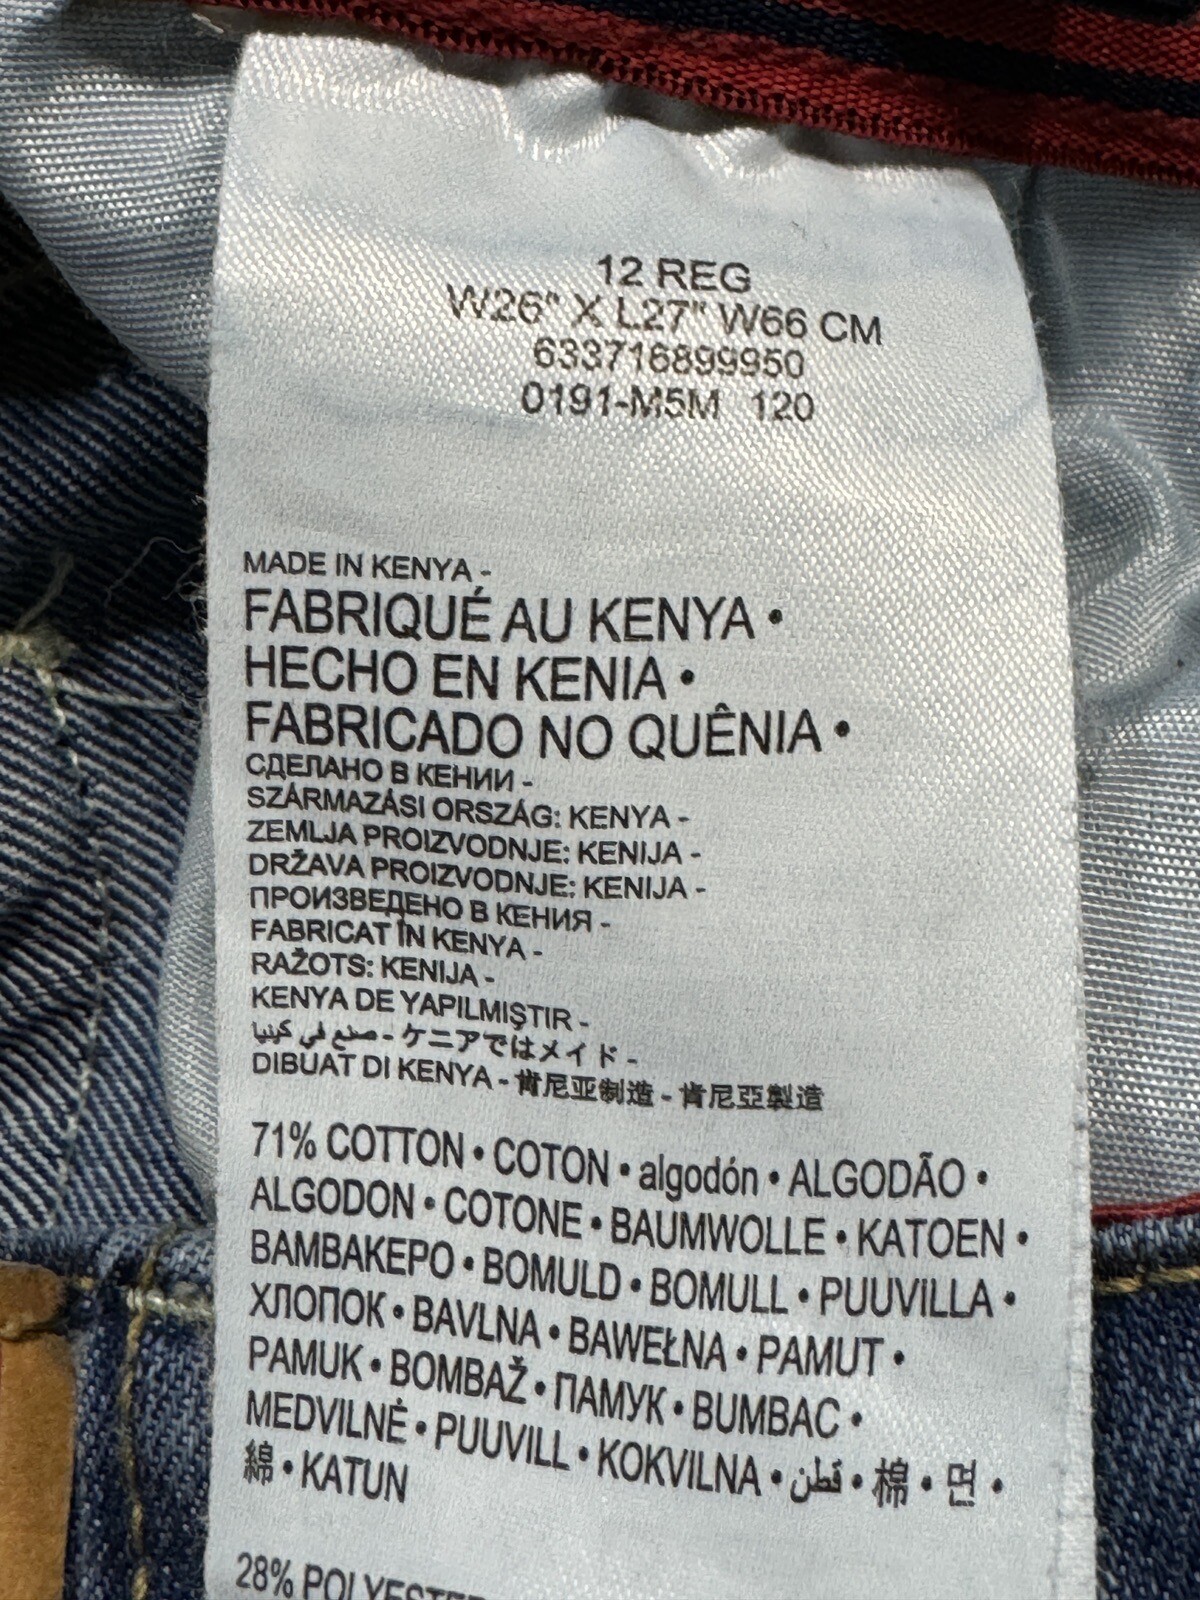 12 REG
W26" X L27" W66 CM
633716899950
0191-M5M 120
MADE IN KENYA -
FABRIQUÉ AU KENYA •
HECHO EN KENIA •
FABRICADO NO QUÊNIA •
СДЕЛАНО В КЕНИИ -
SZÁRMAZÁSI ORSZÁG: KENYA -
ZEMLJA PROIZVODNJE: KENIJA -
DRŽAVA PROIZVODNJE: KENIJA -
ПРОИЗВЕДЕНО В КЕНИЯ -
FABRICAT ÎN KENYA -
RAŽOTS: KENIJA -
KENYA DE YAPILMIŞTIR -
صنع في كينيا - ケニアではメイド -
DIBUAT DI KENYA - 肯尼亚制造 - 肯尼亞製造
71% COTTON • COTON • algodón • ALGODÃO •
ALGODON • COTONE • BAUMWOLLE • KATOEN •
ΒΑΜΒΑΚΕΡΟ • BOMULD • BOMULL • PUUVILLA •
ХЛОПОК • BAVLNA • BAWEŁNA • PAMUT •
PAMUK • BOMBAŽ • ПАМУК • BUMBAC •
MEDVILNĖ • PUUVILL • KOKVILNA • قطن • 棉 • 면 •
綿 • KATUN
28% POLYESTER